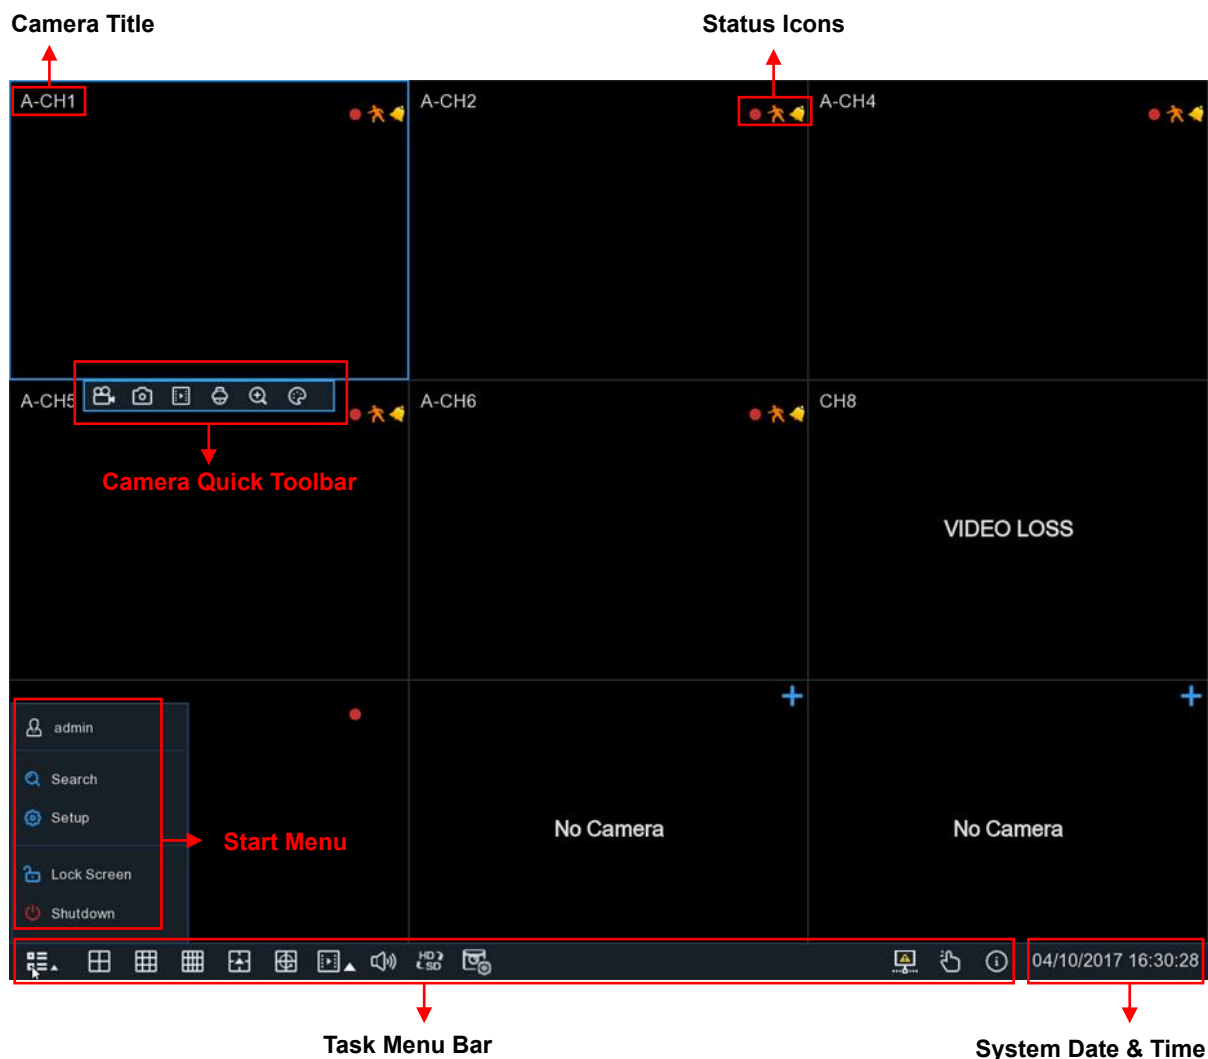 Camera Title
Status Icons
A-CH1
A-CH2
A-CH4
A-CH5
A-CH6
CH8
Camera Quick Toolbar
VIDEO LOSS
admin
Search
Setup
Start Menu
No Camera
No Camera
Lock Screen
Shutdown
HD
SD
04/10/2017 16:30:28
Task Menu Bar
System Date & Time